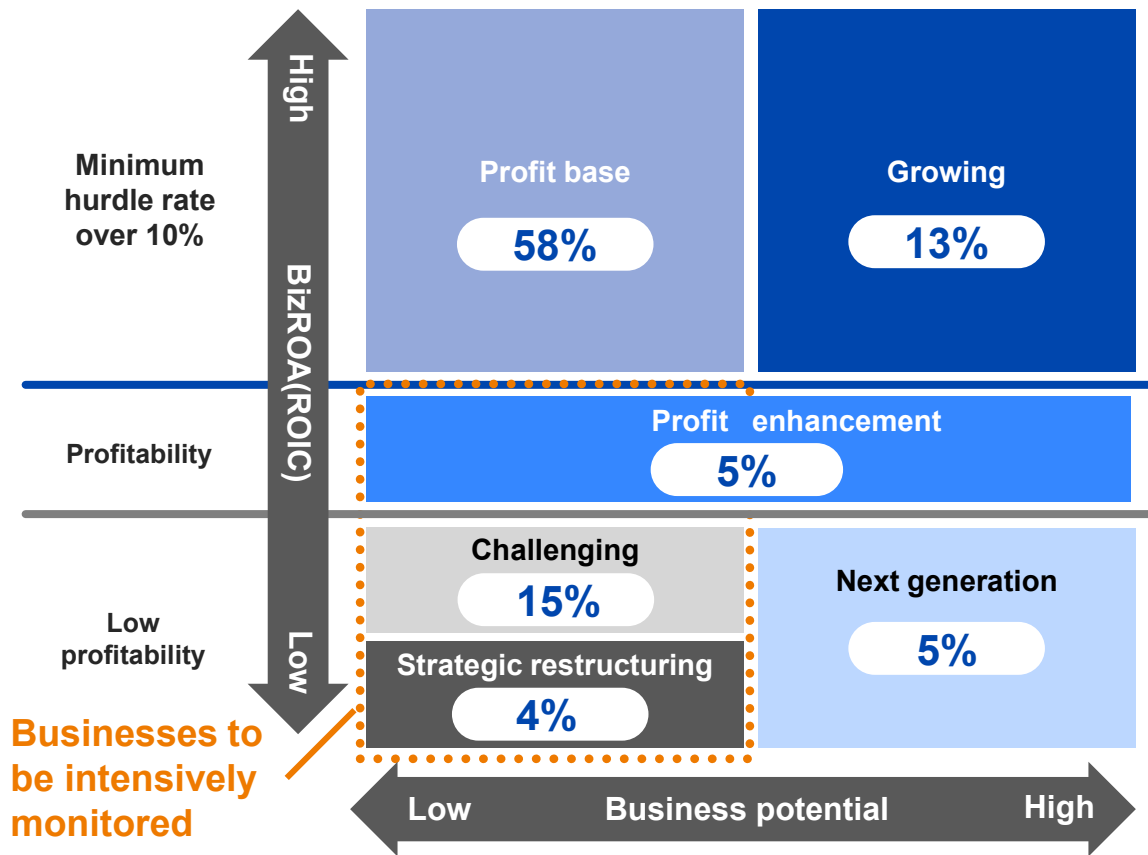 High
Minimum
hurdle rate
over 10%
Profit base
58%
Growing
13%
BizROA(ROIC)
Profitability
Profit enhancement
5%
Low
profitability
Low
Challenging
15%
Strategic restructuring
4%
Next generation
5%
Businesses to
be intensively
monitored
Low
Business potential
High